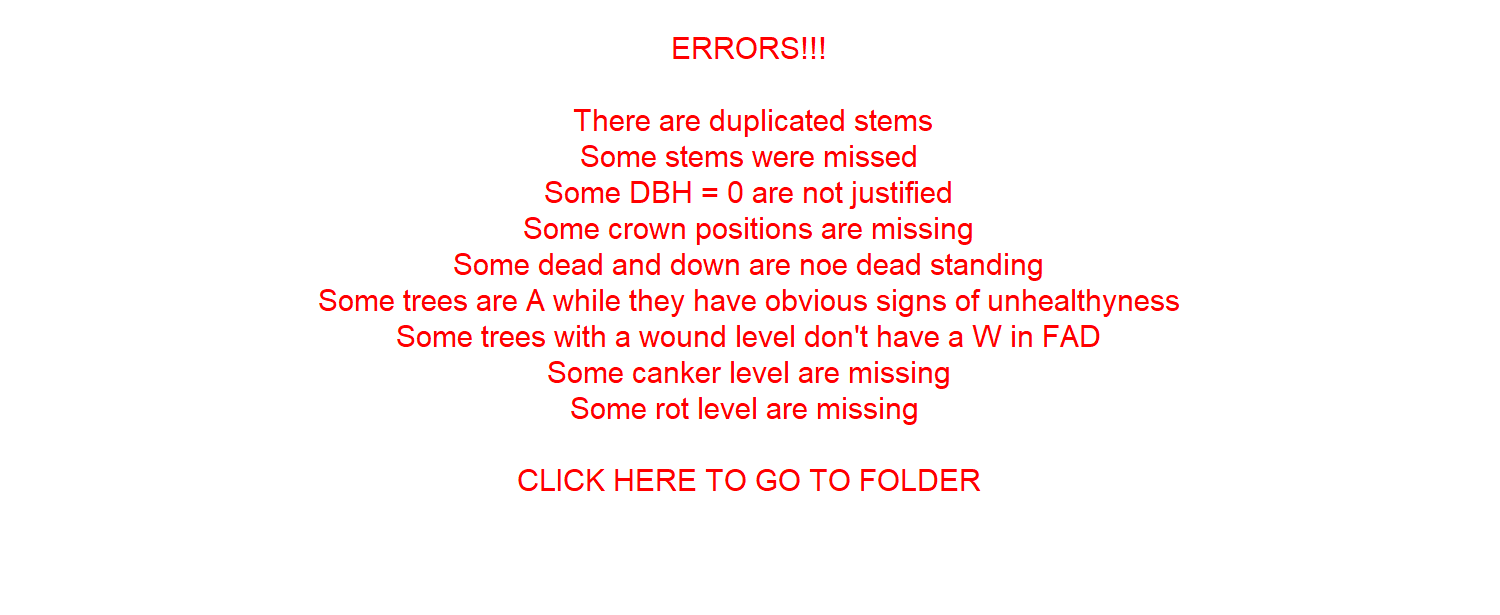 ERRORS!!!
There are duplicated stems
Some stems were missed
Some DBH = 0 are not justified
Some crown positions are missing
Some dead and down are noe dead standing
Some trees are A while they have obvious signs of unhealthyness
Some trees with a wound level don't have a W in FAD
Some canker level are missing
Some rot level are missing
CLICK HERE TO GO TO FOLDER